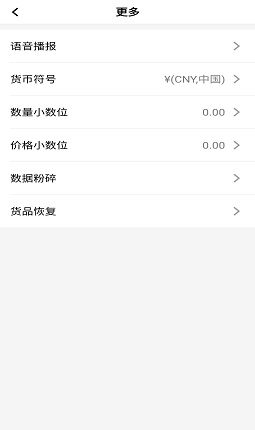 更多
语音播报
货币符号 ¥(CNY,中国)
数量小数位 0.00
价格小数位 0.00
数据粉碎
货品恢复